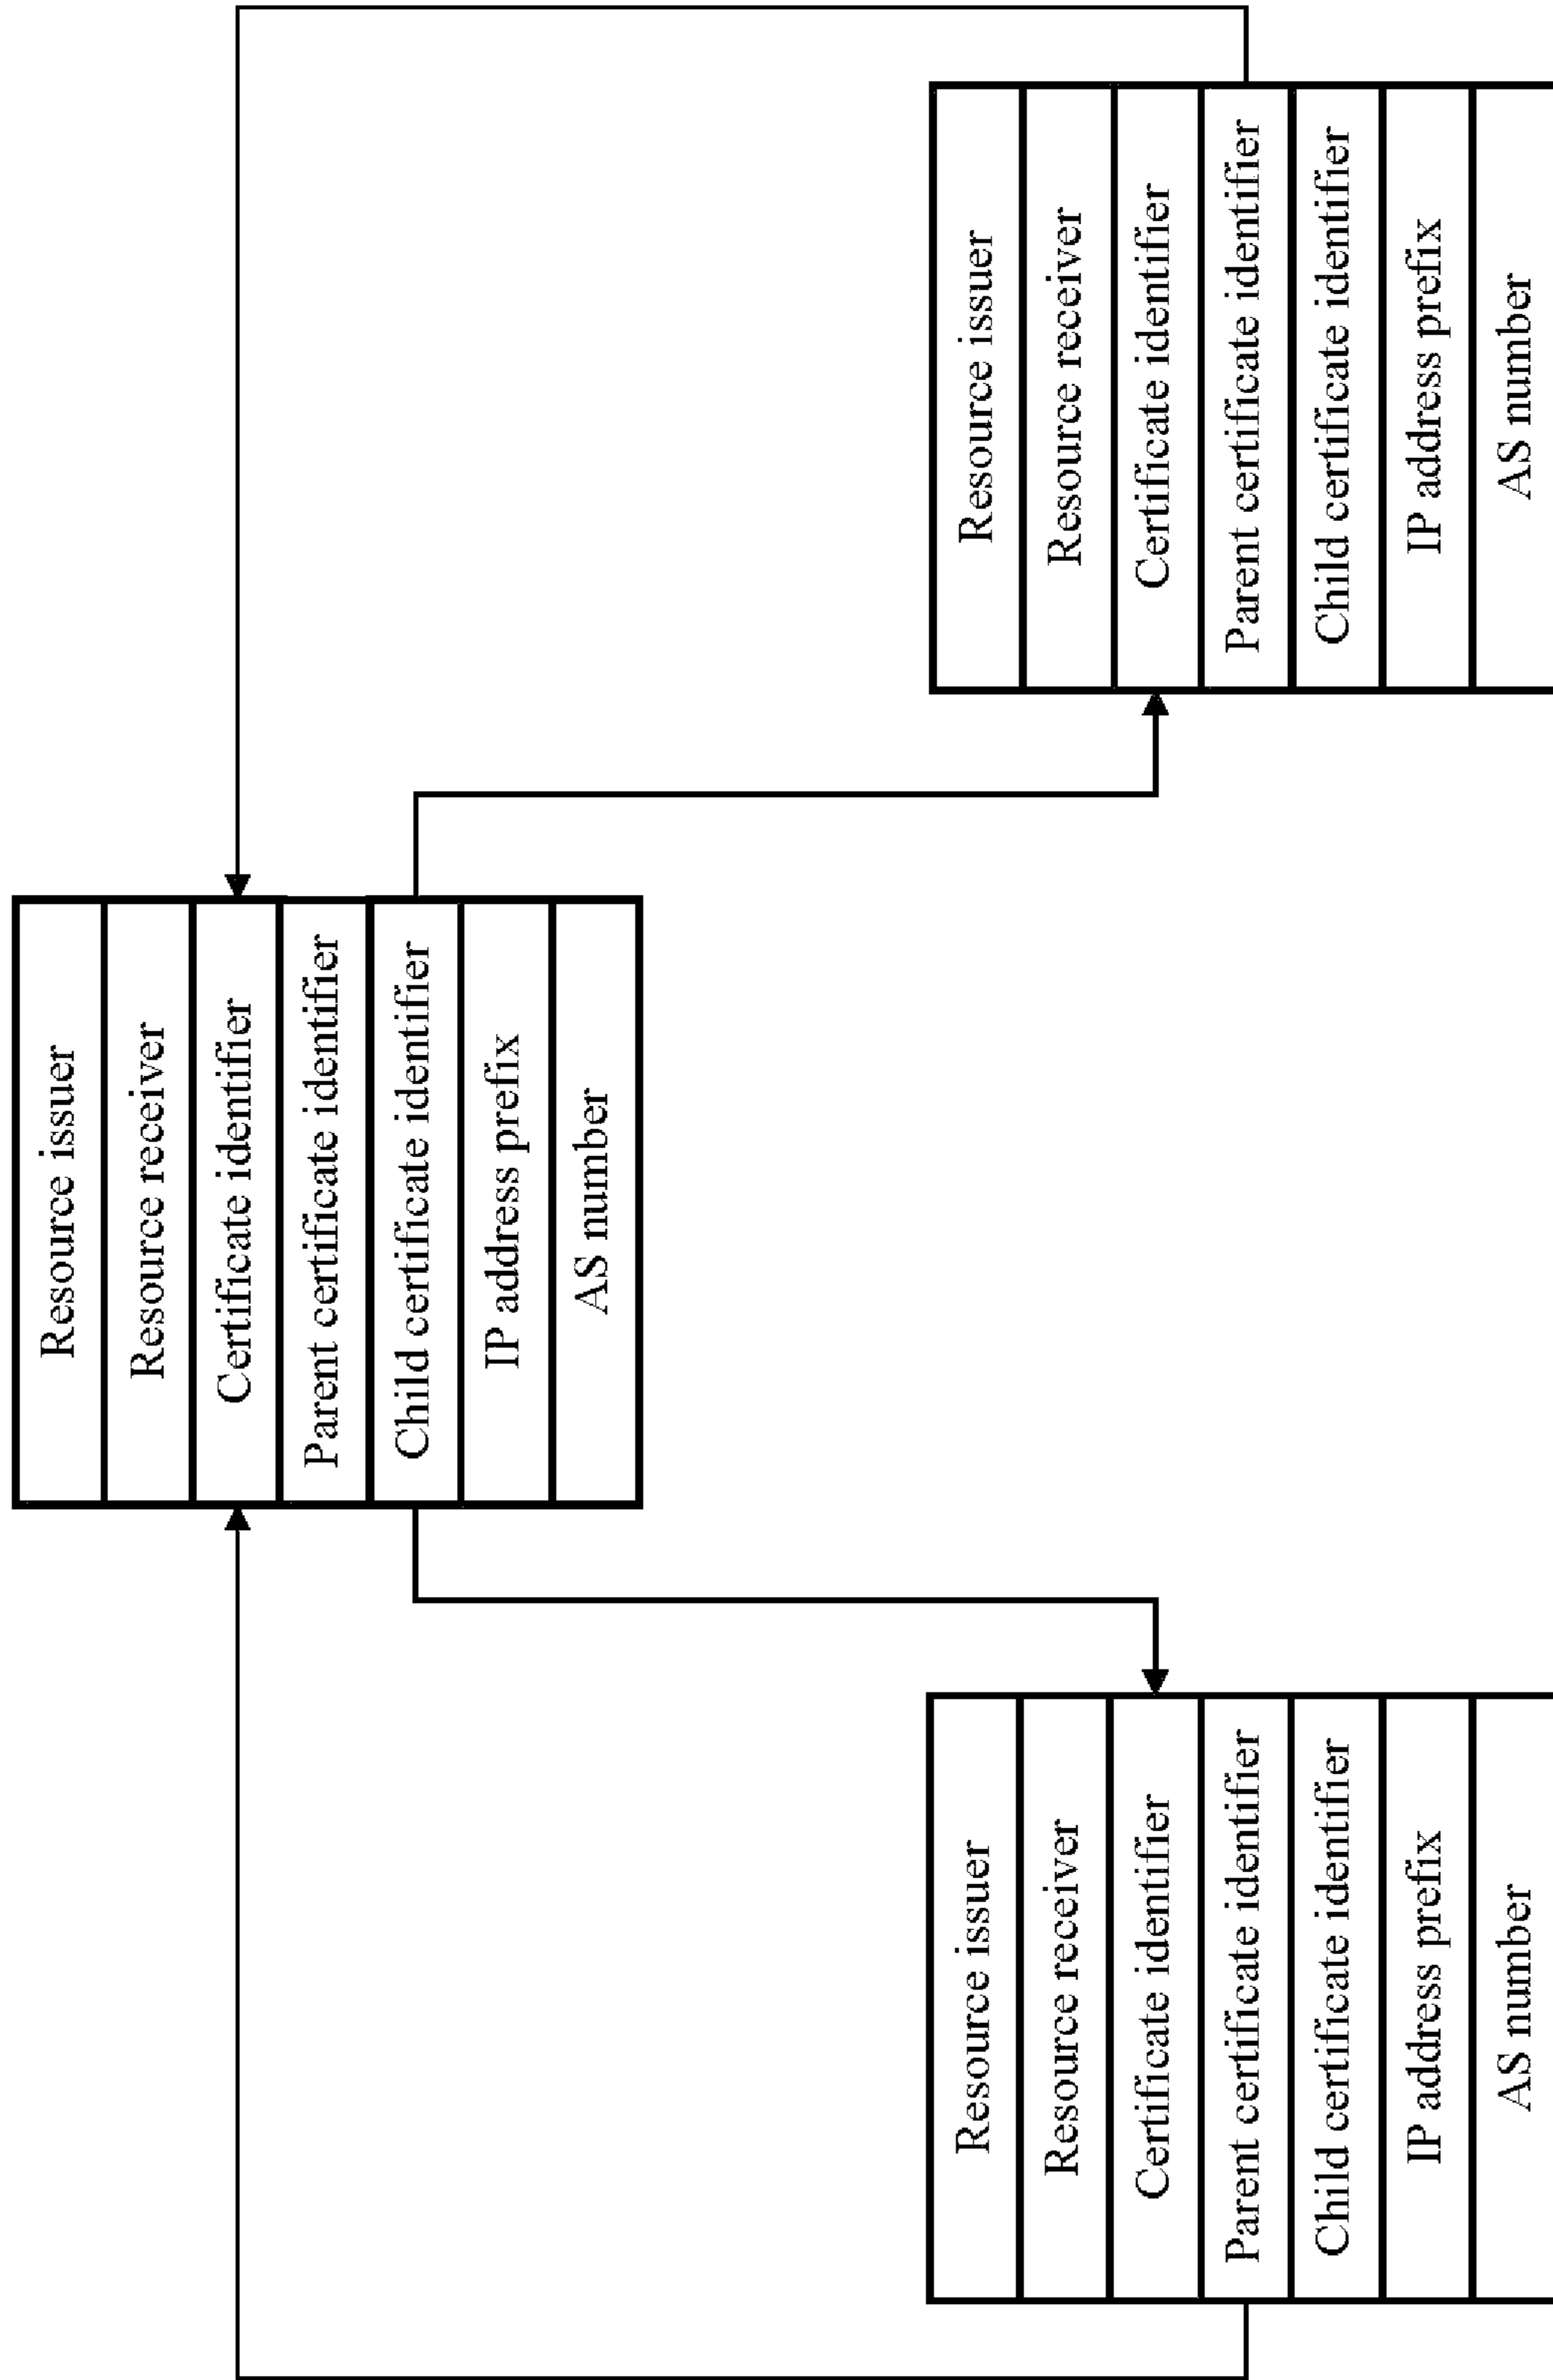 Resource issuer
Resource receiver
Certificate identifier
Parent certificate identifier
Child certificate identifier
IP address prefix
AS number
Resource issuer
Resource receiver
Certificate identifier
Parent certificate identifier
Child certificate identifier
IP address prefix
AS number
Resource issuer
Resource receiver
Certificate identifier
Parent certificate identifier
Child certificate identifier
IP address prefix
AS number